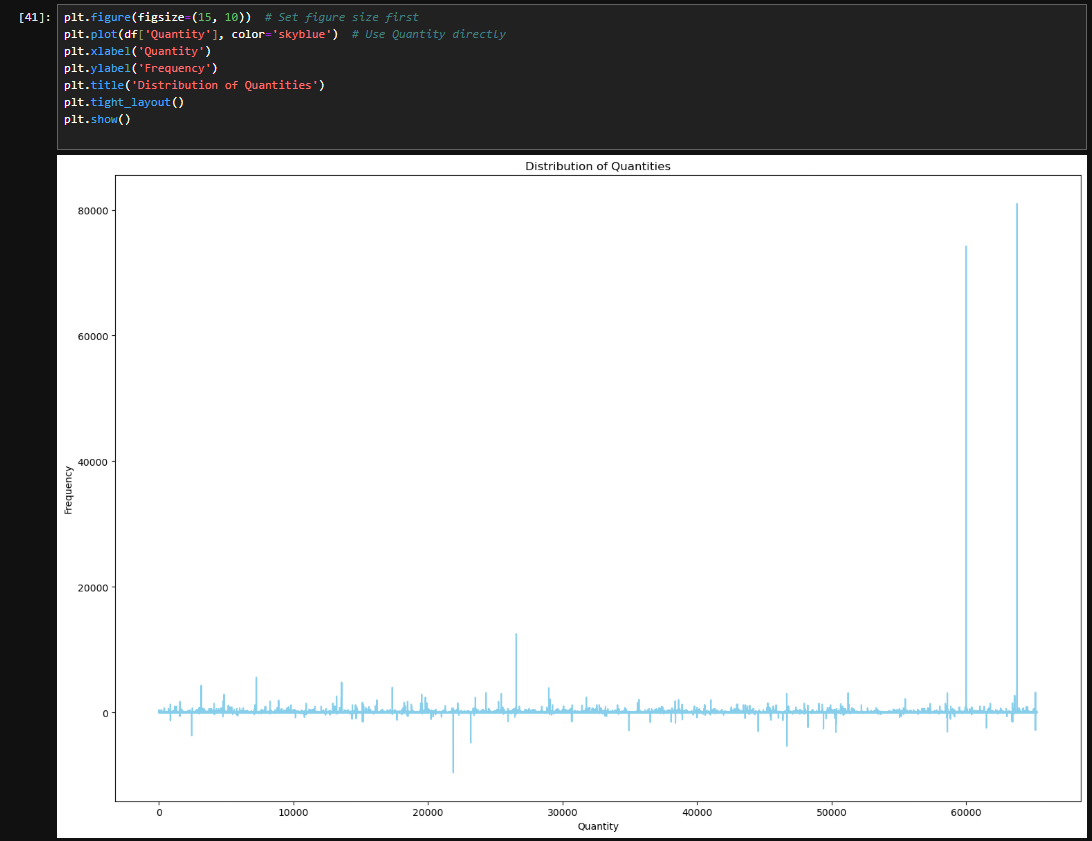 [41]: plt.figure(figsize=(15, 10))  # Set figure size first
plt.plot(df['Quantity'], color='skyblue')  # Use Quantity directly
plt.xlabel('Quantity')
plt.ylabel('Frequency')
plt.title('Distribution of Quantities')
plt.tight_layout()
plt.show()
Distribution of Quantities
80000
60000
40000
20000
0
Frequency
0 10000 20000 30000 40000 50000 60000
Quantity